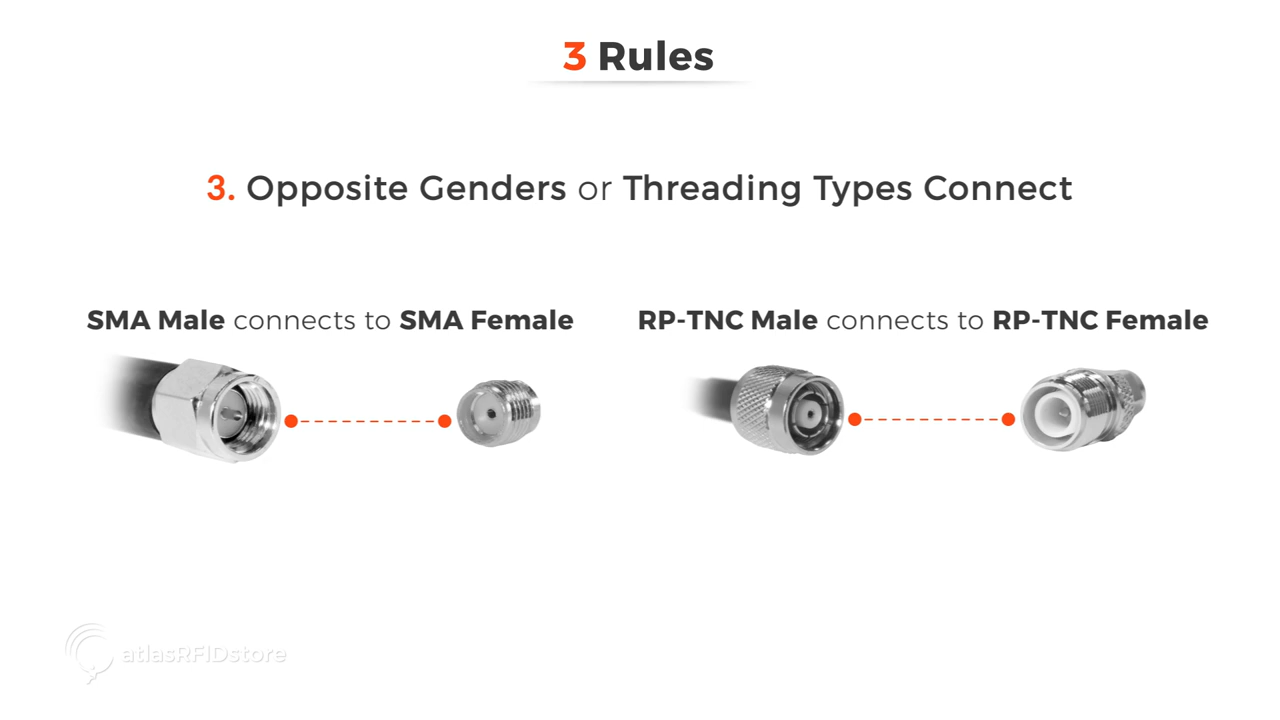 3 Rules
3. Opposite Genders or Threading Types Connect
SMA Male connects to SMA Female
RP-TNC Male connects to RP-TNC Female
atlasRFIDstore